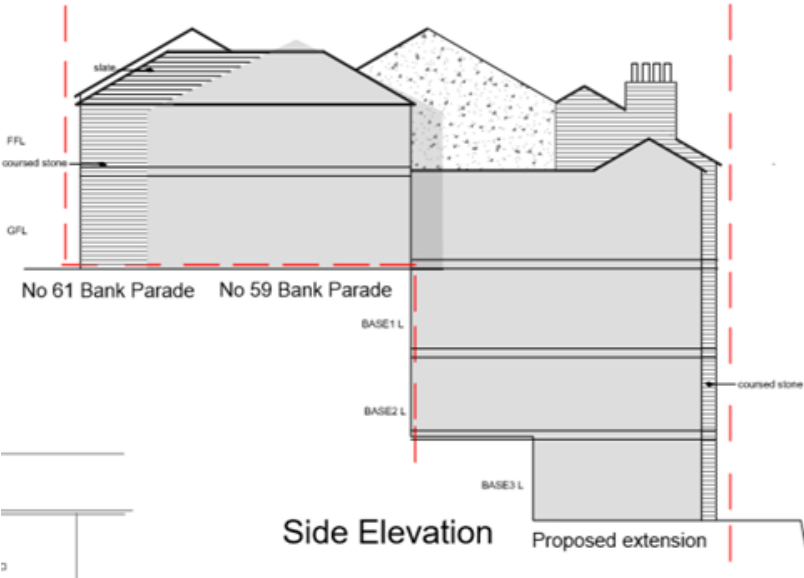 slate
FFL
coursed stone
GFL
No 61 Bank Parade
No 59 Bank Parade
BASE1 L
BASE2 L
coursed stone
BASE3 L
Side Elevation
Proposed extension